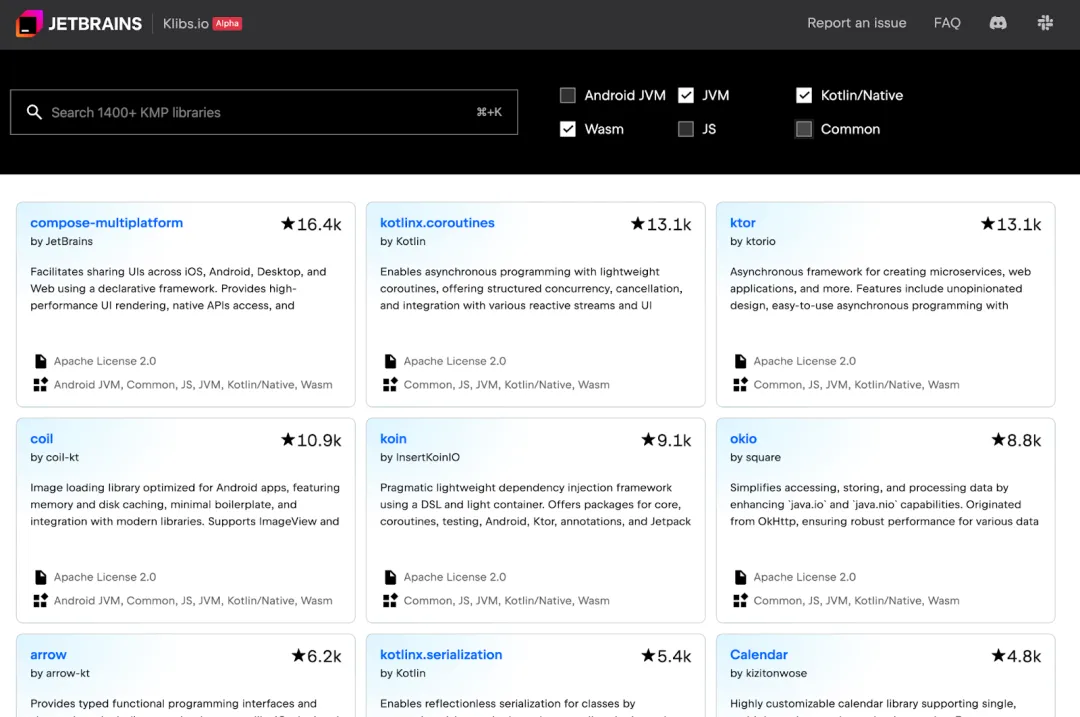 JETBRAINS Klibs.io Alpha Report an issue FAQ
Search 1400+ KMP libraries ⌘+K
Android JVM JVM Kotlin/Native
Wasm JS Common
compose-multiplatform ★16.4k
by JetBrains
Facilitates sharing UIs across iOS, Android, Desktop, and
Web using a declarative framework. Provides high-
performance UI rendering, native APIs access, and
Apache License 2.0
Android JVM, Common, JS, JVM, Kotlin/Native, Wasm
kotlinx.coroutines ★13.1k
by Kotlin
Enables asynchronous programming with lightweight
coroutines, offering structured concurrency, cancellation,
and integration with various reactive streams and UI
Apache License 2.0
Common, JS, JVM, Kotlin/Native, Wasm
ktor ★13.1k
by ktorio
Asynchronous framework for creating microservices, web
applications, and more. Features include unopinionated
design, easy-to-use asynchronous programming with
Apache License 2.0
Common, JS, JVM, Kotlin/Native, Wasm
coil ★10.9k
by coil-kt
Image loading library optimized for Android apps, featuring
memory and disk caching, minimal boilerplate, and
integration with modern libraries. Supports ImageView and
Apache License 2.0
Android JVM, Common, JS, JVM, Kotlin/Native, Wasm
koin ★9.1k
by InsertKoinIO
Pragmatic lightweight dependency injection framework
using a DSL and light container. Offers packages for core,
coroutines, testing, Android, Ktor, annotations, and Jetpack
Apache License 2.0
Common, JS, JVM, Kotlin/Native, Wasm
okio ★8.8k
by square
Simplifies accessing, storing, and processing data by
enhancing `java.io` and `java.nio` capabilities. Originated
from OkHttp, ensuring robust performance for various data
Apache License 2.0
Common, JS, JVM, Kotlin/Native, Wasm
arrow ★6.2k
by arrow-kt
Provides typed functional programming interfaces and
kotlinx.serialization ★5.4k
by Kotlin
Enables reflectionless serialization for classes by
Calendar ★4.8k
by kizitonwose
Highly customizable calendar library supporting single,